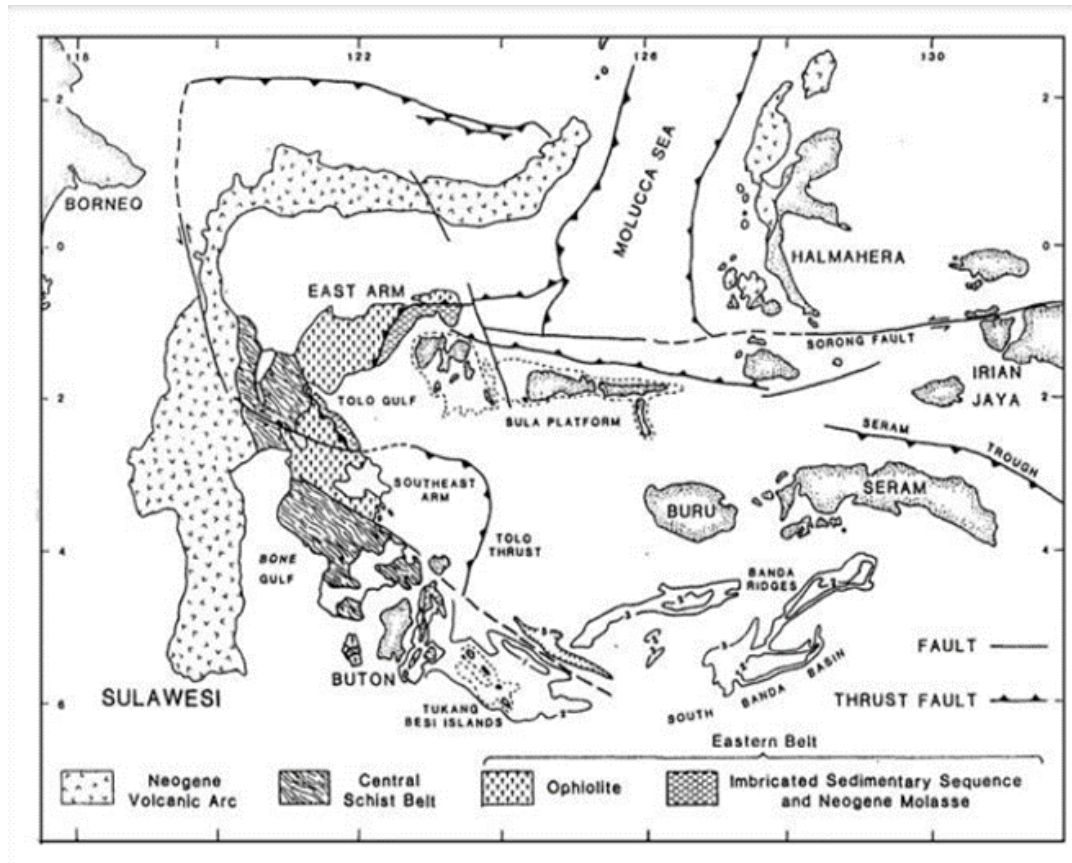 118
122
126
130
2
2
MOLUCCA SEA
BORNEO
0
0
HALMAHERA
EAST ARM
SORONG FAULT
IRIAN
JAYA
TOLO GULF
2
2
SULA PLATFORM
SERAM
TROUGH
SOUTHEAST
ARM
SERAM
BURU
TOLO
THRUST
4
4
BONE
GULF
BANDA
RIDGES
FAULT
BUTON
SULAWESI
TUKANG
BESI ISLANDS
SOUTH BANDA BASIN
THRUST FAULT
6
6
Eastern Belt
Neogene
Volcanic Arc
Central
Schist Belt
Ophiolite
Imbricated Sedimentary Sequence
and Neogene Molasse